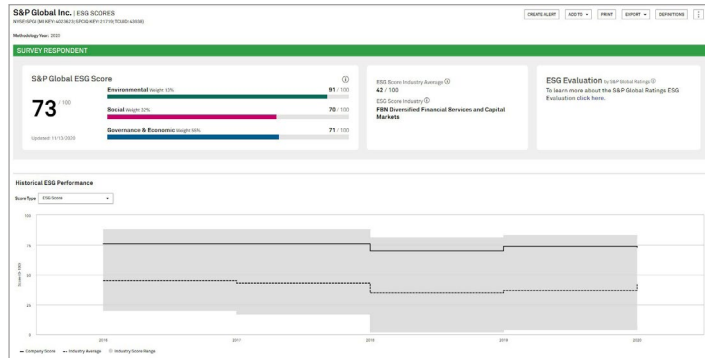 S&P Global Inc. | ESG SCORES
CREATE ALERT ADD TO PRINT EXPORT DEFINITIONS
Methodology Year: 2020
SURVEY RESPONDENT
S&P Global ESG Score
73 / 100
Updated: 11/13/2020
Environmental Weight 13% 91 / 100
Social Weight 32% 70 / 100
Governance & Economic Weight 55% 71 / 100
ESG Score Industry Average
42 / 100
ESG Score Industry
FBN Diversified Financial Services and Capital
Markets
ESG Evaluation by S&P Global Ratings
To learn more about the S&P Global Ratings ESG
Evaluation click here.
Historical ESG Performance
Score Type ESG Score
100
75
50
25
0
2016 2017 2018 2019 2020
Company Score Industry Average Industry Score Range